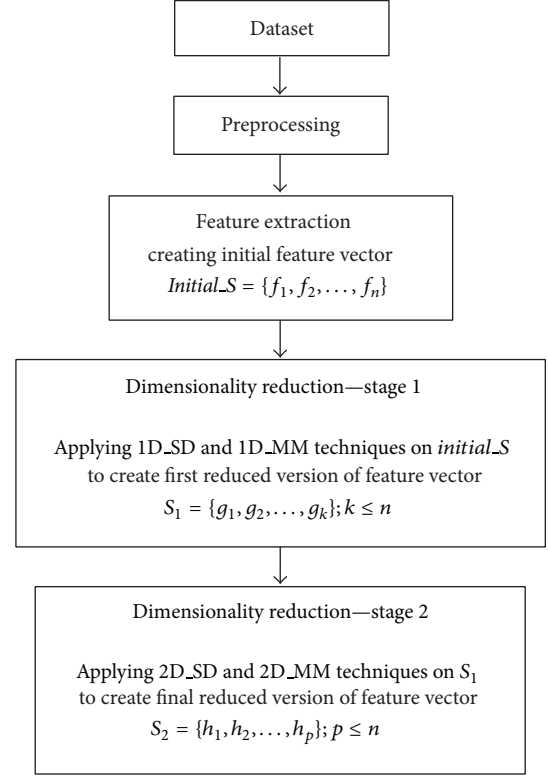 Dataset
Preprocessing
Feature extraction
creating initial feature vector
Initial_S = {f₁, f₂, . . . , fₙ}
Dimensionality reduction—stage 1
Applying 1D_SD and 1D_MM techniques on initial_S
to create first reduced version of feature vector
S₁ = {g₁, g₂, . . . , gₖ}; k ≤ n
Dimensionality reduction—stage 2
Applying 2D_SD and 2D_MM techniques on S₁
to create final reduced version of feature vector
S₂ = {h₁, h₂, . . . , hₚ}; p ≤ n